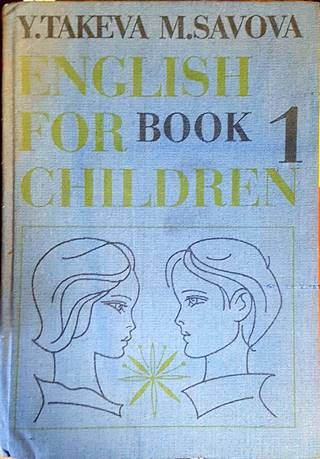 Y.TAKEVA M.SAVOVA
ENGLISH
FOR BOOK 1
CHILDREN